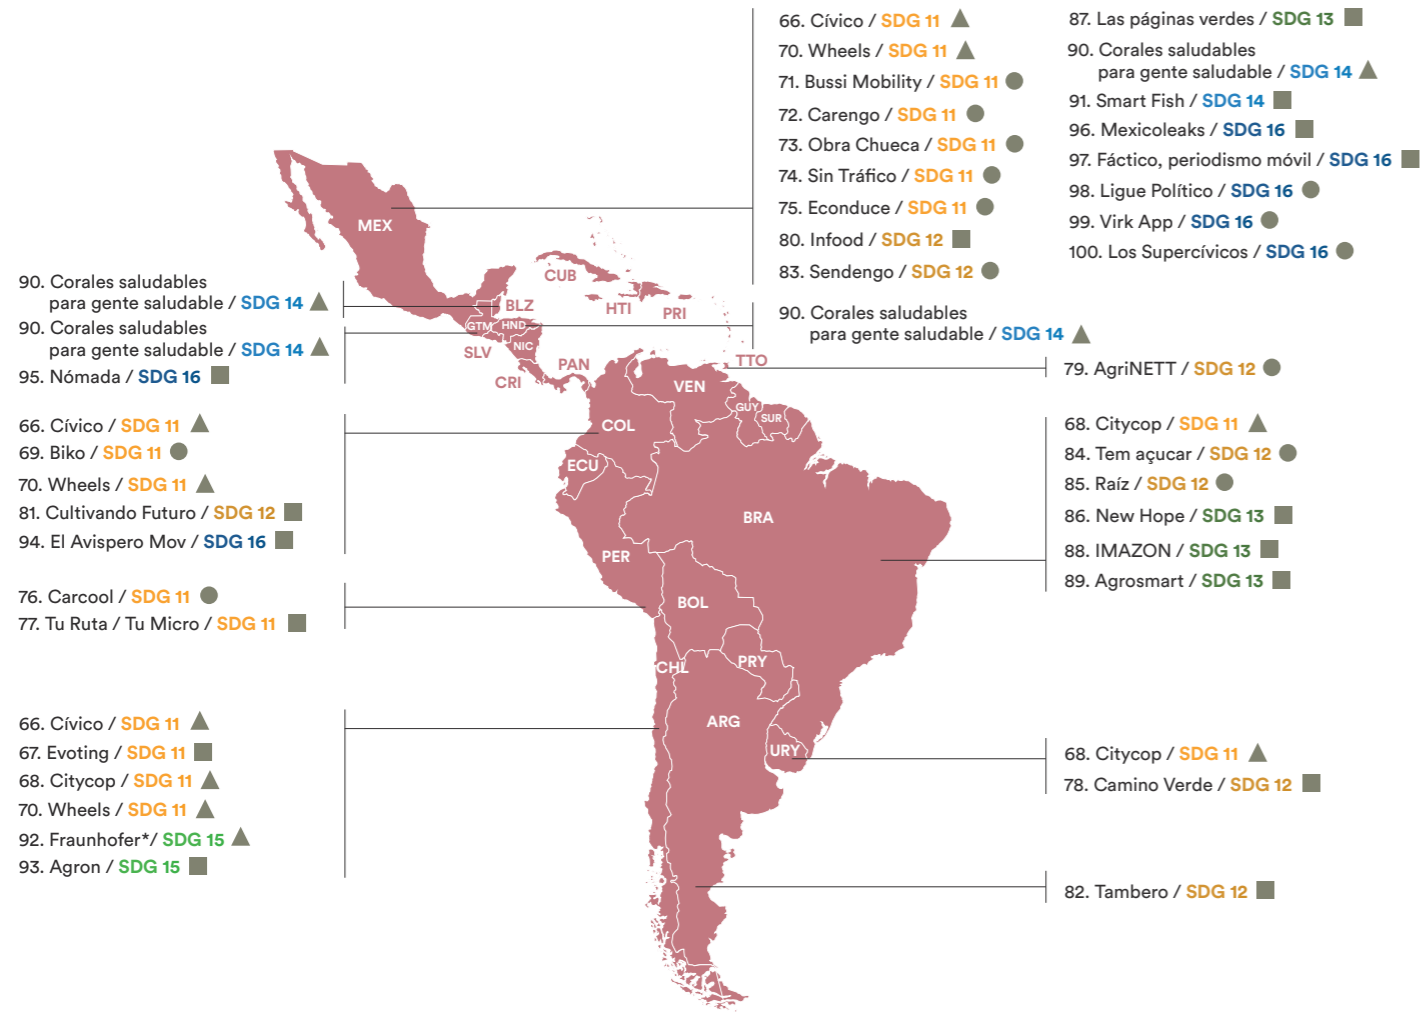 66. Cívico / SDG 11
70. Wheels / SDG 11
71. Bussi Mobility / SDG 11
72. Carengo / SDG 11
73. Obra Chueca / SDG 11
74. Sin Tráfico / SDG 11
75. Econduce / SDG 11
80. Infood / SDG 12
83. Sendengo / SDG 12
87. Las páginas verdes / SDG 13
90. Corales saludables
para gente saludable / SDG 14
91. Smart Fish / SDG 14
96. Mexicoleaks / SDG 16
97. Fáctico, periodismo móvil / SDG 16
98. Ligue Político / SDG 16
99. Virk App / SDG 16
100. Los Supercívicos / SDG 16
90. Corales saludables
para gente saludable / SDG 14
90. Corales saludables
para gente saludable / SDG 14
95. Nómada / SDG 16
66. Cívico / SDG 11
69. Biko / SDG 11
70. Wheels / SDG 11
81. Cultivando Futuro / SDG 12
94. El Avispero Mov / SDG 16
76. Carcool / SDG 11
77. Tu Ruta / Tu Micro / SDG 11
66. Cívico / SDG 11
67. Evoting / SDG 11
68. Citycop / SDG 11
70. Wheels / SDG 11
92. Fraunhofer*/ SDG 15
93. Agron / SDG 15
MEX
CUB
BLZ
HTI
PRI
GTM
HND
NIC
SLV
CRI
PAN
TTO
VEN
GUY
SUR
COL
ECU
BRA
PER
BOL
CHL
PRY
ARG
URY
90. Corales saludables
para gente saludable / SDG 14
79. AgriNETT / SDG 12
68. Citycop / SDG 11
84. Tem açucar / SDG 12
85. Raíz / SDG 12
86. New Hope / SDG 13
88. IMAZON / SDG 13
89. Agrosmart / SDG 13
68. Citycop / SDG 11
78. Camino Verde / SDG 12
82. Tambero / SDG 12